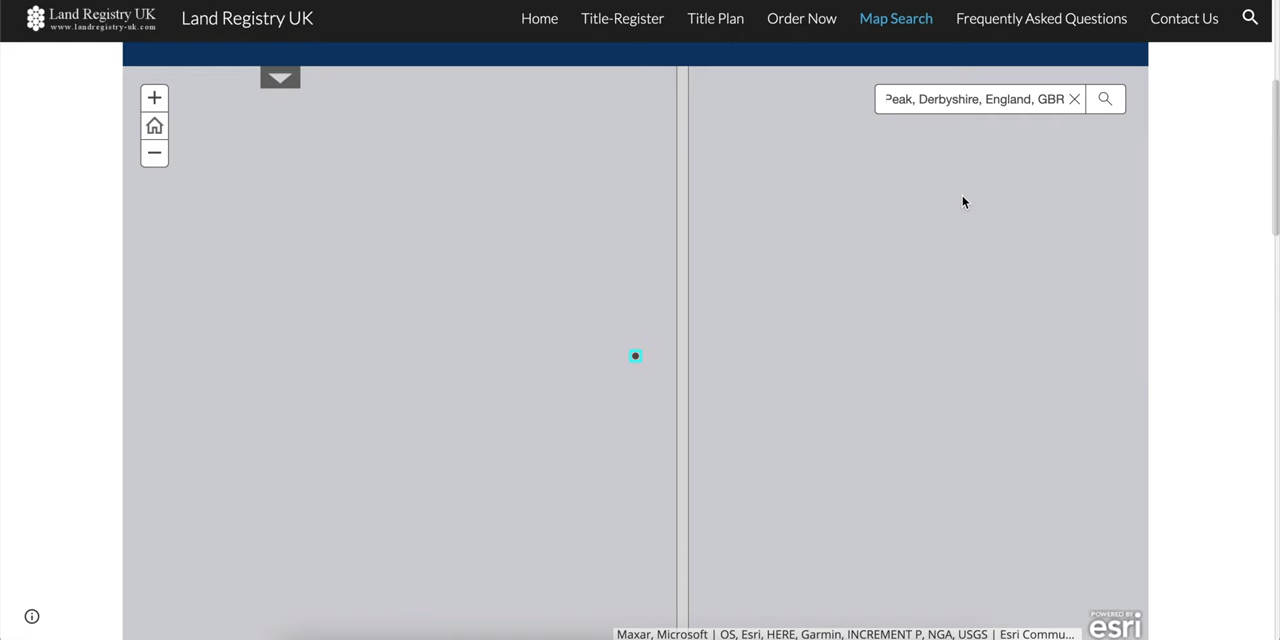 Land Registry UK
www.landregistry-uk.com
Land Registry UK
Home
Title-Register
Title Plan
Order Now
Map Search
Frequently Asked Questions
Contact Us
Peak, Derbyshire, England, GBR
POWERED BY
esri
Maxar, Microsoft | OS, Esri, HERE, Garmin, INCREMENT P, NGA, USGS | Esri Commu...